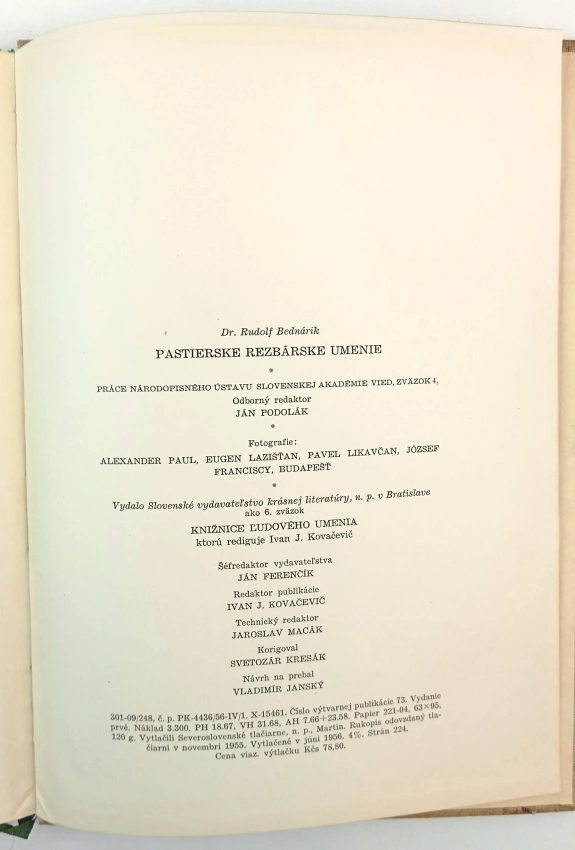 Dr. Rudolf Bednárik
PASTIERSKE REZBÁRSKE UMENIE
*
PRÁCE NÁRODOPISNÉHO ÚSTAVU SLOVENSKEJ AKADÉMIE VIED, ZVÄZOK 4,
Odborný redaktor
JÁN PODOLÁK
*
Fotografie:
ALEXANDER PAUL, EUGEN LAZIŠŤAN, PAVEL LIKAVČAN, JÓZSEF
FRANCISCY, BUDAPEŠŤ
*
Vydalo Slovenské vydavateľstvo krásnej literatúry, n. p. v Bratislave
ako 6. zväzok
KNIŽNICE ĽUDOVÉHO UMENIA
ktorú rediguje Ivan J. Kovačevič
Šéfredaktor vydavateľstva
JÁN FERENČÍK
Redaktor publikácie
IVAN J. KOVAČEVIČ
Technický redaktor
JAROSLAV MACÁK
Korigoval
SVETOZÁR KRESÁK
Návrh na prebal
VLADIMÍR JANSKÝ
301-09/248, č. p. PK-4436/56-IV/1. X-15461. Číslo výtvarnej publikácie 73. Vydanie
prvé. Náklad 3.300. PH 18.67, VH 31.68, AH 7.66+23.58. Papier 221-04, 63×95,
120 g. Vytlačili Severoslovenské tlačiarne, n. p., Martin. Rukopis odovzdaný tla-
čiarni v novembri 1955. Vytlačené v júni 1956. 4%. Strán 224.
Cena viaz. výtlačku Kčs 78,80.